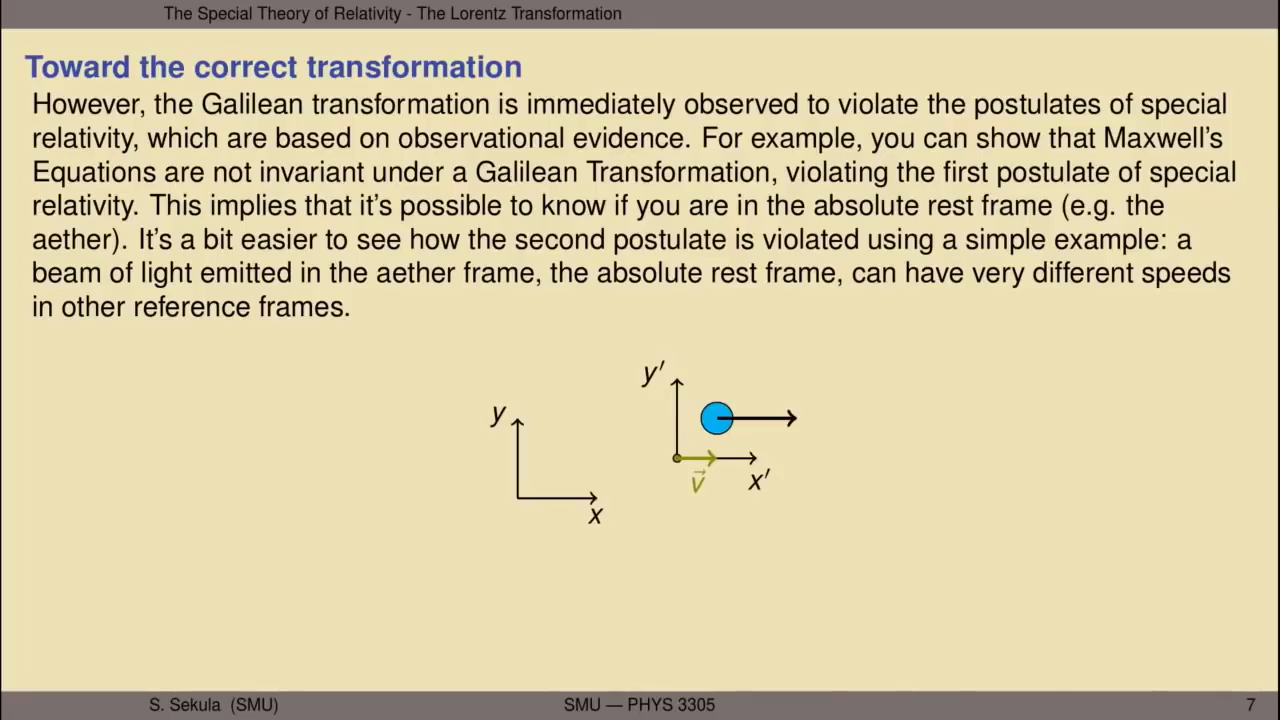 The Special Theory of Relativity - The Lorentz Transformation
Toward the correct transformation
However, the Galilean transformation is immediately observed to violate the postulates of special
relativity, which are based on observational evidence. For example, you can show that Maxwell's
Equations are not invariant under a Galilean Transformation, violating the first postulate of special
relativity. This implies that it's possible to know if you are in the absolute rest frame (e.g. the
aether). It's a bit easier to see how the second postulate is violated using a simple example: a
beam of light emitted in the aether frame, the absolute rest frame, can have very different speeds
in other reference frames.
y′
y
v⃗
x′
x
S. Sekula (SMU)
SMU — PHYS 3305
7